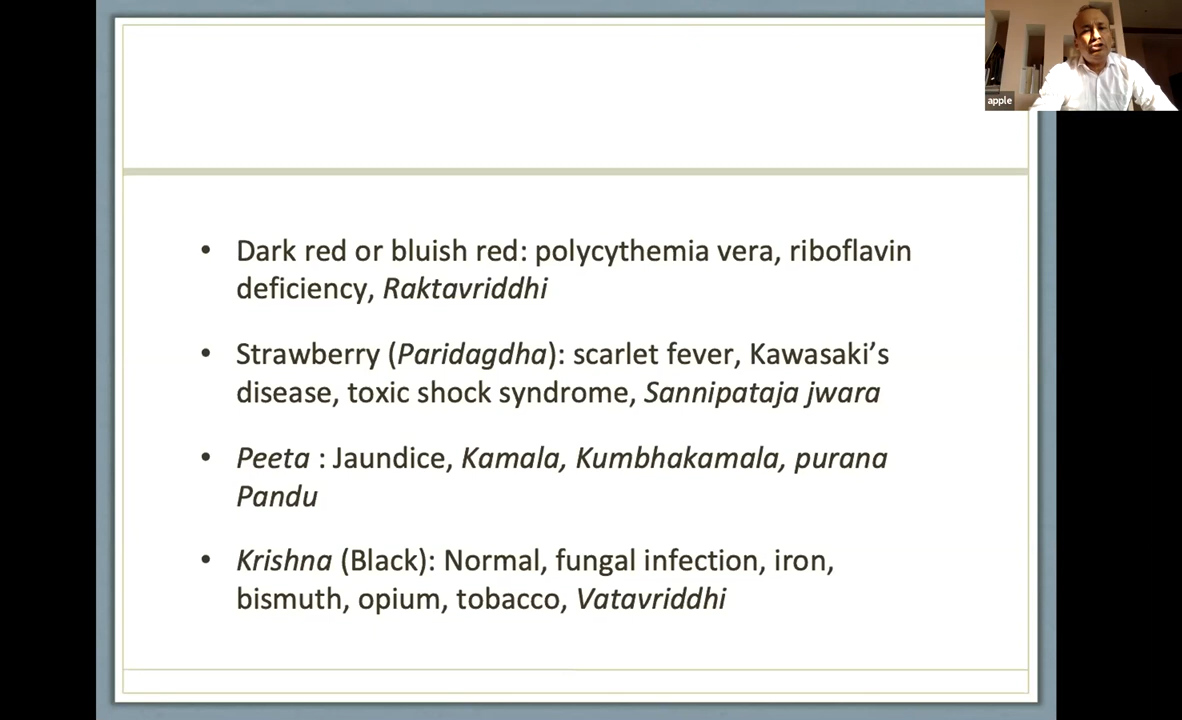 apple
• Dark red or bluish red: polycythemia vera, riboflavin
deficiency, Raktavriddhi
• Strawberry (Paridagdha): scarlet fever, Kawasaki’s
disease, toxic shock syndrome, Sannipataja jwara
• Peeta : Jaundice, Kamala, Kumbhakamala, purana
Pandu
• Krishna (Black): Normal, fungal infection, iron,
bismuth, opium, tobacco, Vatavriddhi